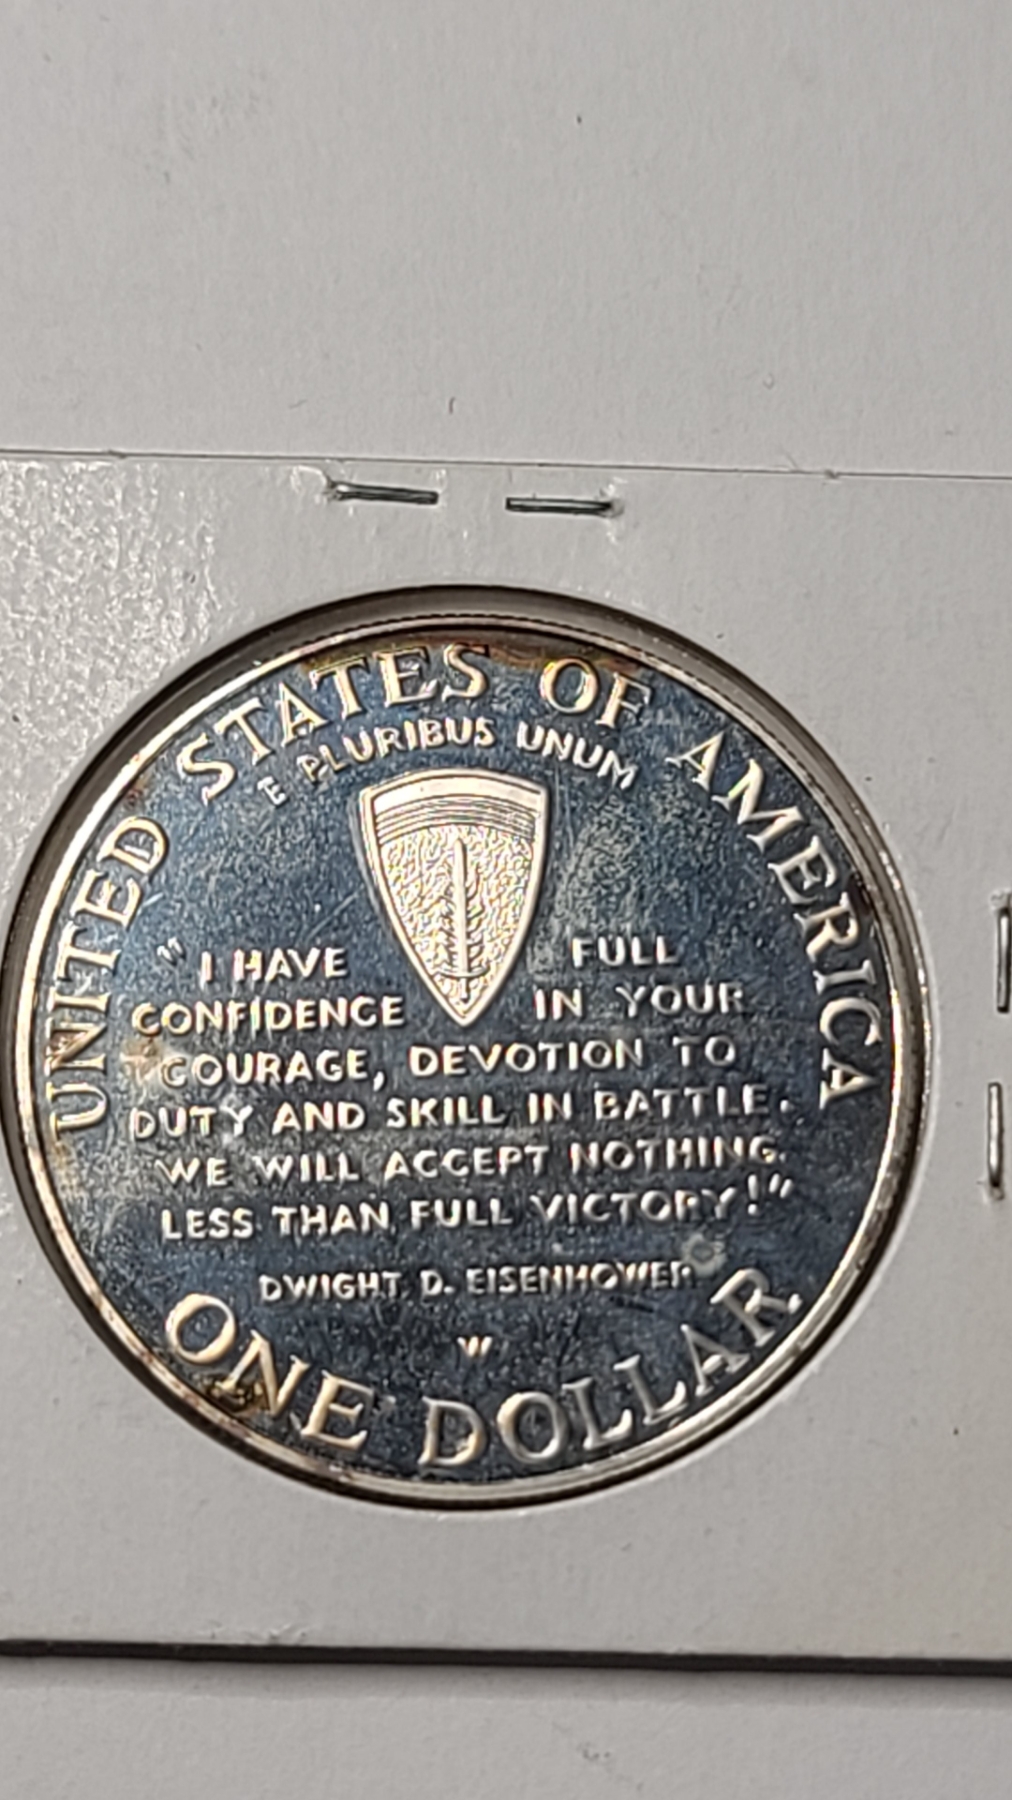 UNITED STATES OF AMERICA
E PLURIBUS UNUM
"I HAVE FULL
CONFIDENCE IN YOUR
COURAGE, DEVOTION TO
DUTY AND SKILL IN BATTLE.
WE WILL ACCEPT NOTHING
LESS THAN FULL VICTORY!"
DWIGHT D. EISENHOWER
W
ONE DOLLAR